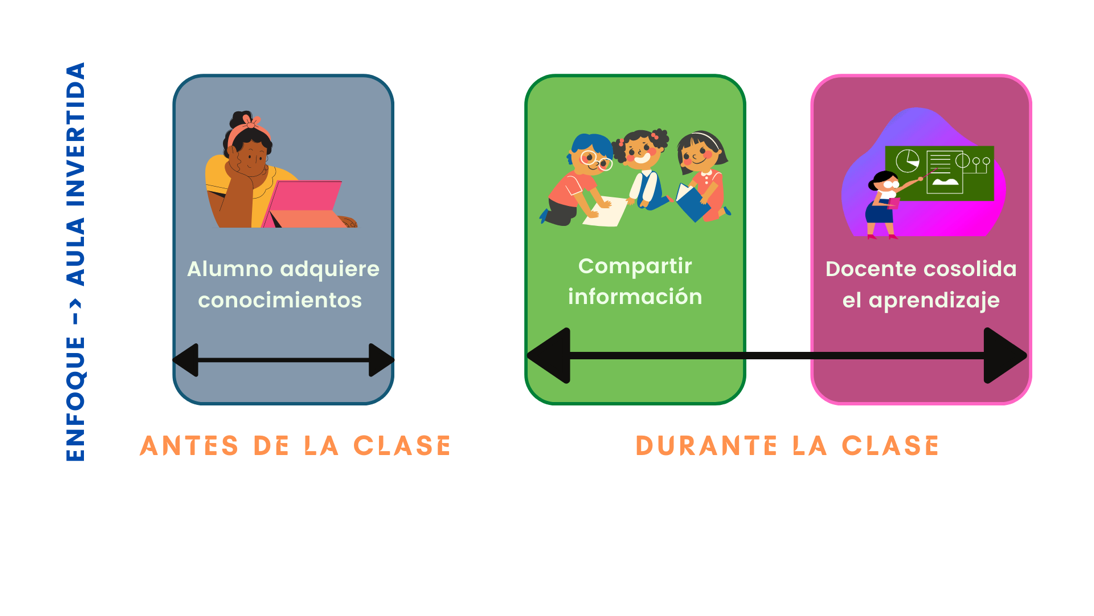 ENFOQUE -> AULA INVERTIDA
Alumno adquiere
conocimientos
Compartir
información
Docente cosolida
el aprendizaje
ANTES DE LA CLASE
DURANTE LA CLASE